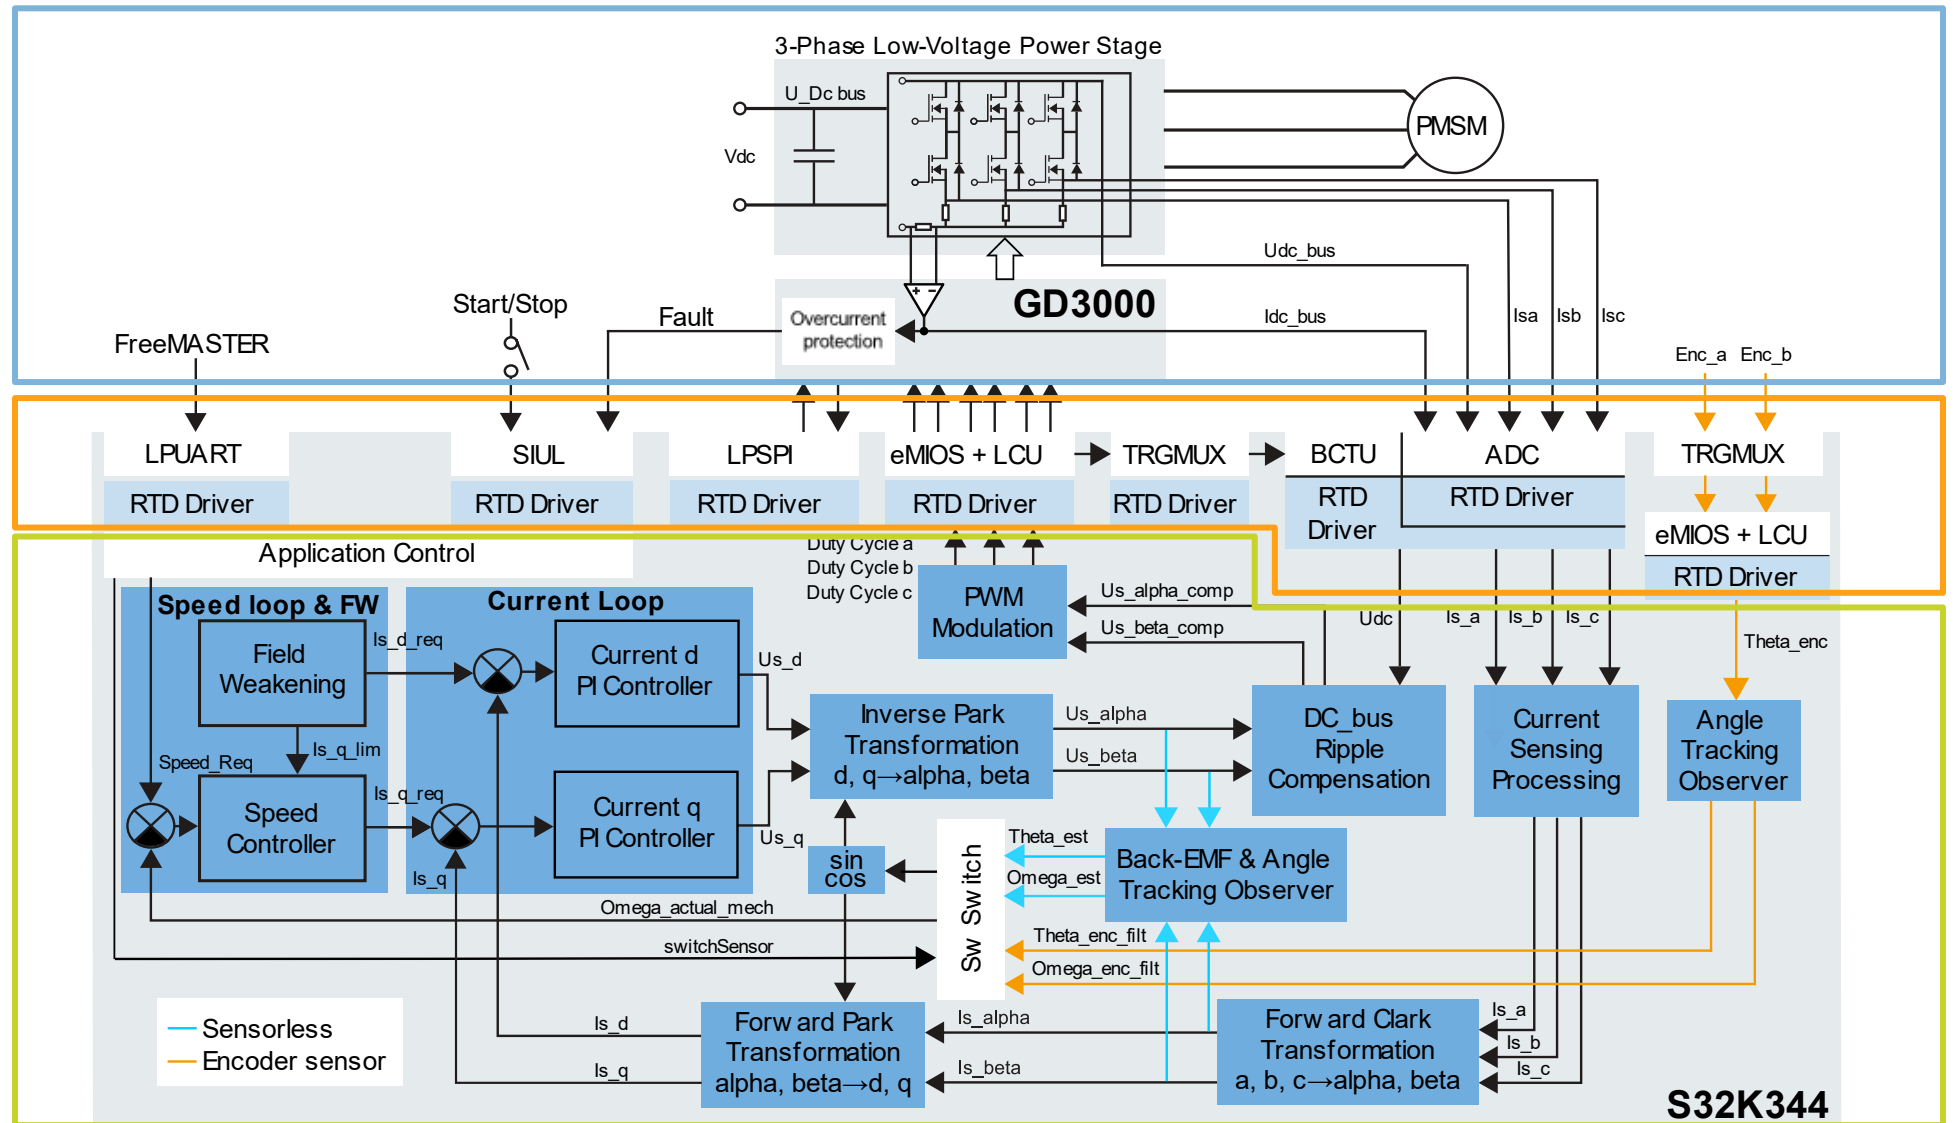 3-Phase Low-Voltage Power Stage
U_Dc bus
Vdc
PMSM
Udc_bus
GD3000
Overcurrent
protection
Fault
Idc_bus
Isa
Isb
Isc
Start/Stop
FreeMASTER
Enc_a
Enc_b
LPUART
RTD Driver
SIUL
RTD Driver
LPSPI
RTD Driver
eMIOS + LCU
RTD Driver
TRGMUX
RTD Driver
BCTU
RTD
Driver
ADC
RTD Driver
TRGMUX
eMIOS + LCU
RTD Driver
Application Control
Duty Cycle a
Duty Cycle b
Duty Cycle c
PWM
Modulation
Us_alpha_comp
Us_beta_comp
Udc
Is_a
Is_b
Is_c
Theta_enc
Speed loop & FW
Field
Weakening
Is_d_req
Is_q_lim
Speed_Req
Speed
Controller
Is_q_req
Current Loop
Current d
PI Controller
Us_d
Current q
PI Controller
Us_q
Is_q
Inverse Park
Transformation
d, q→alpha, beta
Us_alpha
Us_beta
DC_bus
Ripple
Compensation
Current
Sensing
Processing
Angle
Tracking
Observer
sin
cos
Sw Switch
Theta_est
Omega_est
Back-EMF & Angle
Tracking Observer
Omega_actual_mech
switchSensor
Theta_enc_filt
Omega_enc_filt
Sensorless
Encoder sensor
Is_d
Is_q
Forward Park
Transformation
alpha, beta→d, q
Is_alpha
Is_beta
Forward Clark
Transformation
a, b, c→alpha, beta
Is_a
Is_b
Is_c
S32K344